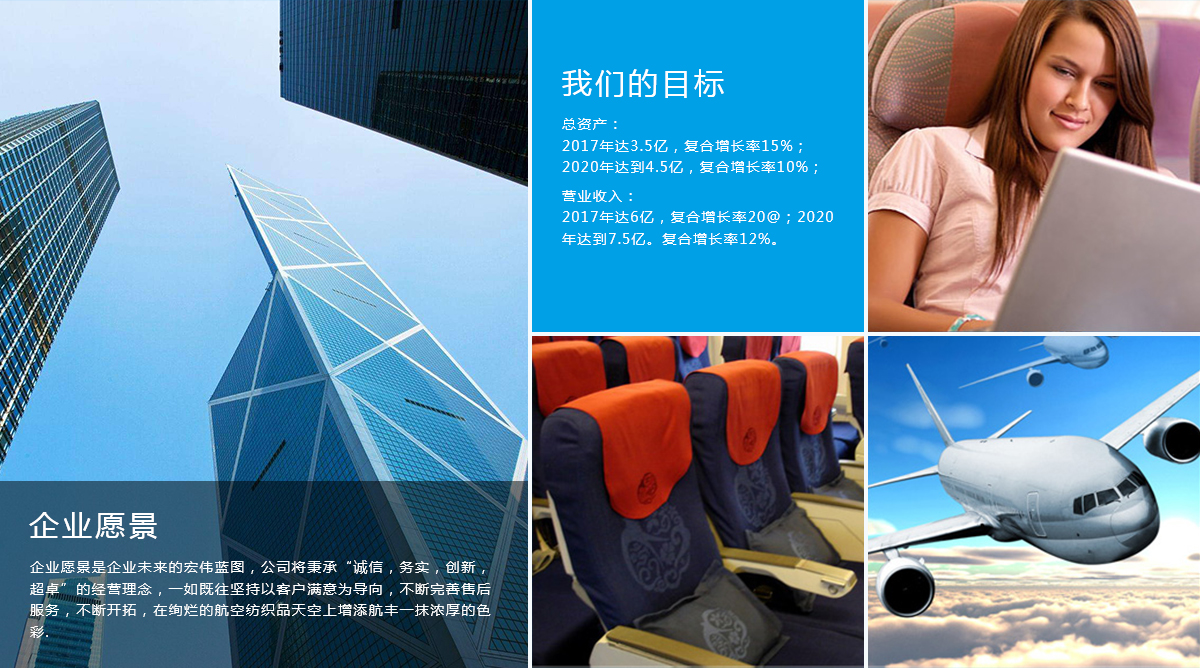 我们的目标
总资产：
2017年达3.5亿，复合增长率15%；
2020年达到4.5亿，复合增长率10%；
营业收入：
2017年达6亿，复合增长率20@；2020
年达到7.5亿。复合增长率12%。
企业愿景
企业愿景是企业未来的宏伟蓝图，公司将秉承“诚信，务实，创新，
超卓”的经营理念，一如既往坚持以客户满意为导向，不断完善售后
服务，不断开拓，在绚烂的航空纺织品天空上增添航丰一抹浓厚的色
彩.